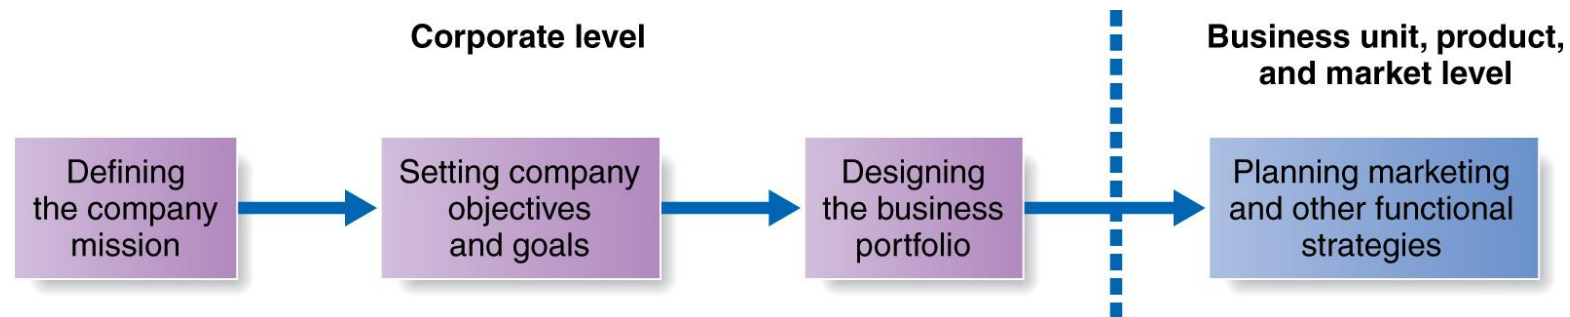 Corporate level
Business unit, product,
and market level
Defining
the company
mission
Setting company
objectives
and goals
Designing
the business
portfolio
Planning marketing
and other functional
strategies